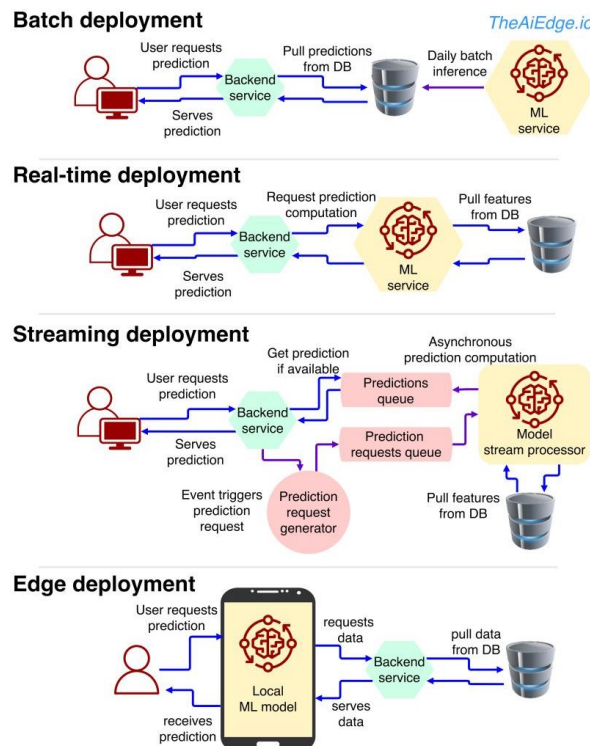 Batch deployment
TheAiEdge.io
User requests
prediction
Backend
service
Serves
prediction
Pull predictions
from DB
Daily batch
inference
ML
service
Real-time deployment
User requests
prediction
Backend
service
Serves
prediction
Request prediction
computation
ML
service
Pull features
from DB
Streaming deployment
User requests
prediction
Backend
service
Serves
prediction
Get prediction
if available
Predictions
queue
Asynchronous
prediction computation
Prediction
requests queue
Model
stream processor
Event triggers
prediction
request
Prediction
request
generator
Pull features
from DB
Edge deployment
User requests
prediction
receives
prediction
Local
ML model
requests
data
Backend
service
serves
data
pull data
from DB